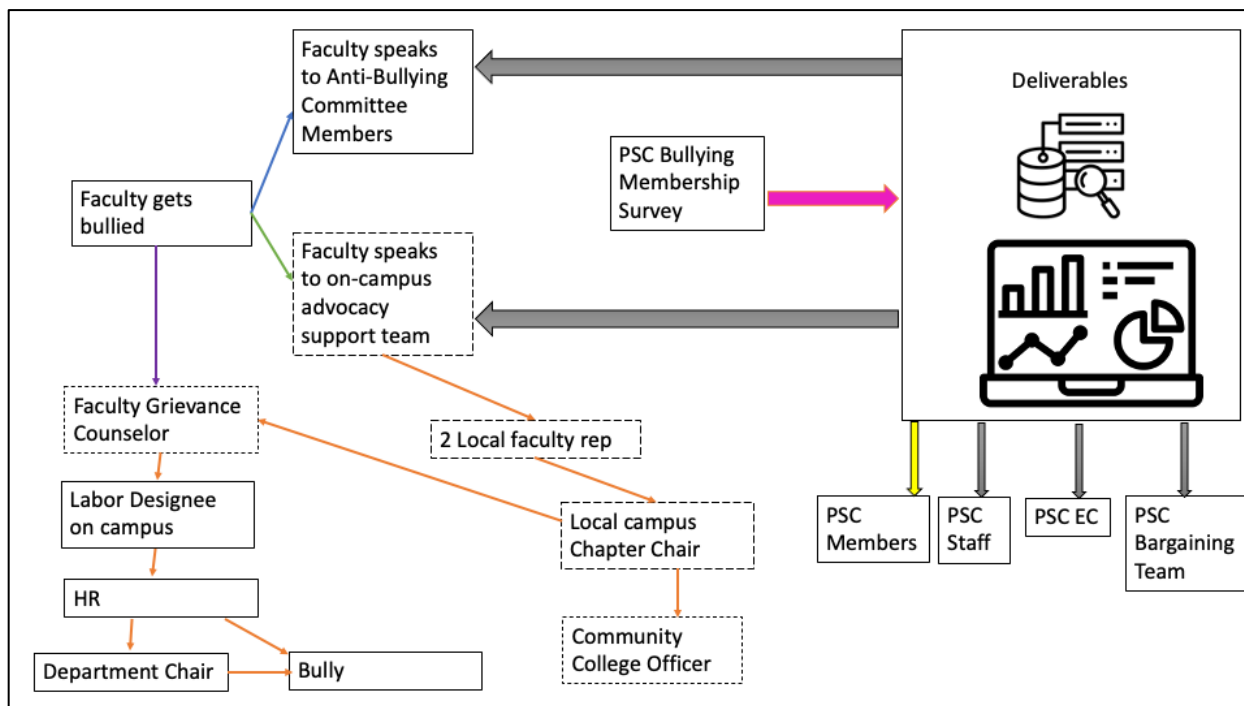 Faculty speaks
to Anti-Bullying
Committee
Members
Deliverables
PSC Bullying
Membership
Survey
Faculty gets
bullied
Faculty speaks
to on-campus
advocacy
support team
Faculty Grievance
Counselor
2 Local faculty rep
Labor Designee
on campus
Local campus
Chapter Chair
PSC
Members
PSC
Staff
PSC EC
PSC
Bargaining
Team
HR
Community
College Officer
Department Chair
Bully